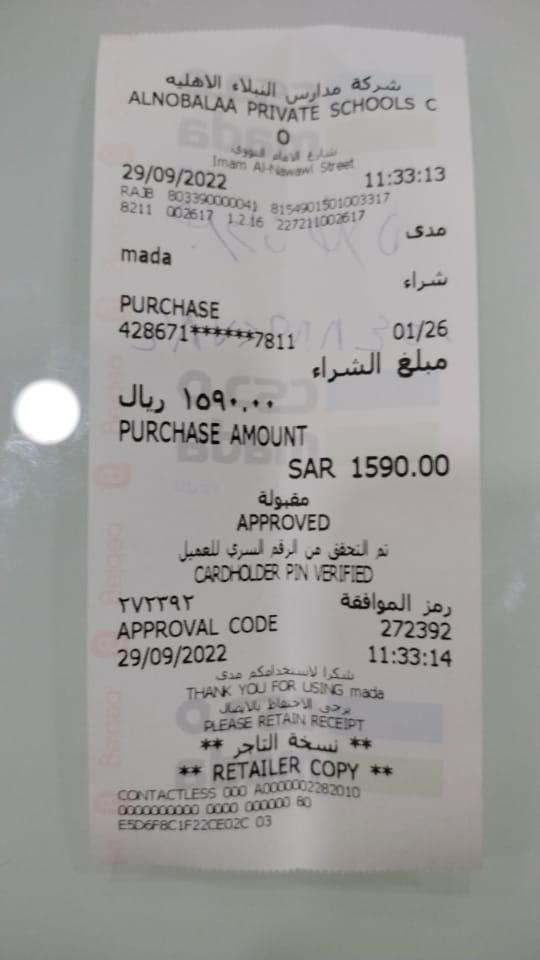 شركة مدارس النبلاء الاهليه
ALNOBALAA PRIVATE SCHOOLS C
O
شارع الامام النووي
Imam Al-Nawawi Street
29/09/2022 11:33:13
RAJB 80339000041 8154901501003317
8211 002617 1.2.16 227211002617
مدى
mada
شراء
PURCHASE
428671******7811 01/26
مبلغ الشراء
١٥٩٠,٠٠ ريال
PURCHASE AMOUNT
SAR 1590.00
مقبولة
APPROVED
تم التحقق من الرقم السري للعميل
CARDHOLDER PIN VERIFIED
رمز الموافقة ٢٧٢٣٩٢
APPROVAL CODE 272392
29/09/2022 11:33:14
شكرا لاستخدامكم مدى
THANK YOU FOR USING mada
يرجى الاحتفاظ بالايصال
PLEASE RETAIN RECEIPT
** نسخة التاجر **
** RETAILER COPY **
CONTACTLESS 000 A0000002282010
0000000000 0000 000000 80
E5D6F8C1F22CE02C 03